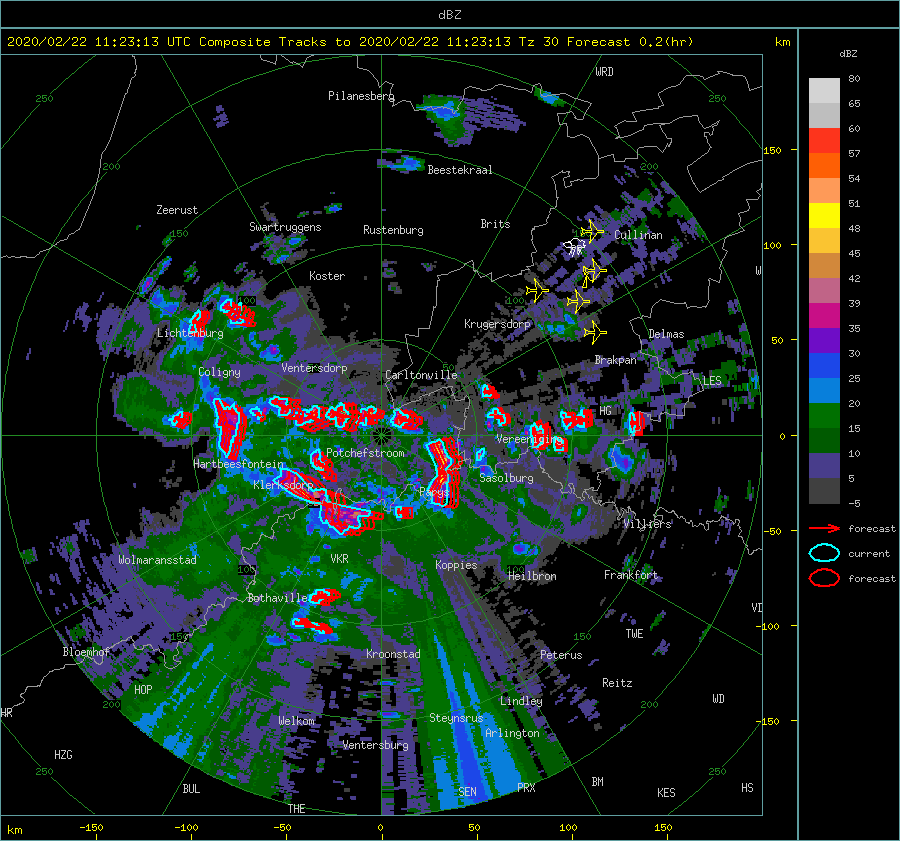 dBZ
2020/02/22 11:23:13 UTC Composite Tracks to 2020/02/22 11:23:13 Tz 30 Forecast 0.2(hr)
km
dBZ
WRD
80
Pilanesberg
250
250
65
60
150
57
200
Beestekraal
200
54
Zeerust
51
Swartruggens
Rustenburg
Brits
150
Cullinan
48
100
45
W
Koster
42
100
100
39
Krugersdorp
Lichtenburg
Delmas
35
50
Brakpan
30
Coligny
Ventersdorp
Carltonville
LES
25
HG
20
Vereeniging
0
15
Potchefstroom
Hartbeesfontein
10
Sasolburg
Klerksdorp
Parys
5
-5
Villiers
forecast
-50
Wolmaransstad
VKR
current
Koppies
100
100
Heilbron
Frankfort
forecast
Bothaville
VD
-100
150
150
TWE
Bloemhof
Kroonstad
Peterus
Reitz
HOP
WD
200
Lindley
200
HR
Welkom
Steynsrus
-150
Arlington
Ventersburg
HZG
250
250
BUL
SEN
PRX
BM
KES
HS
THE
km
-150
-100
-50
0
50
100
150